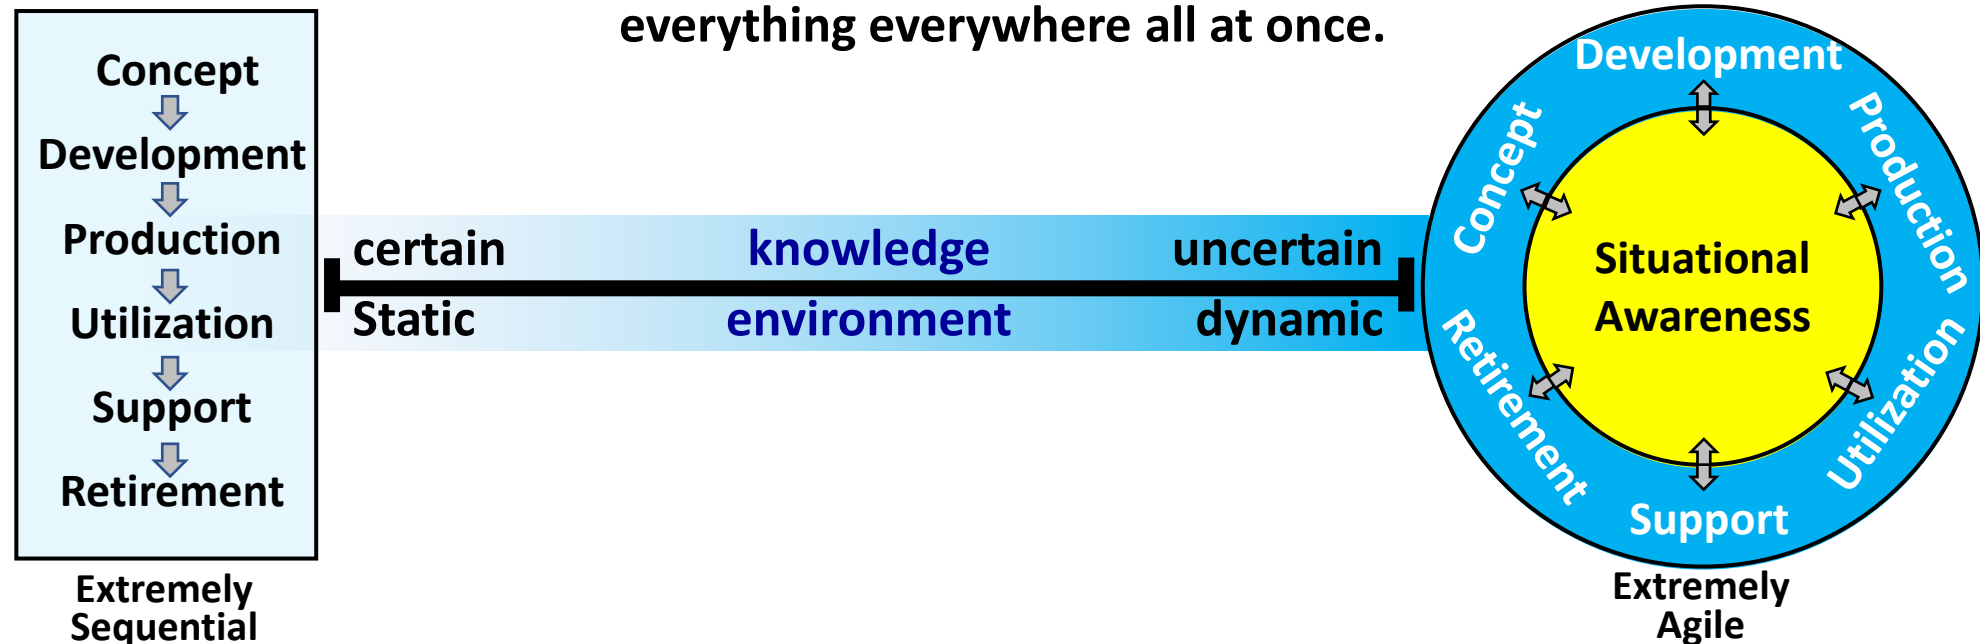 everything everywhere all at once.
Concept
Development
Production
Utilization
Support
Retirement
Extremely
Sequential
certain knowledge uncertain
Static environment dynamic
Development
Production
Utilization
Support
Retirement
Concept
Situational
Awareness
Extremely
Agile